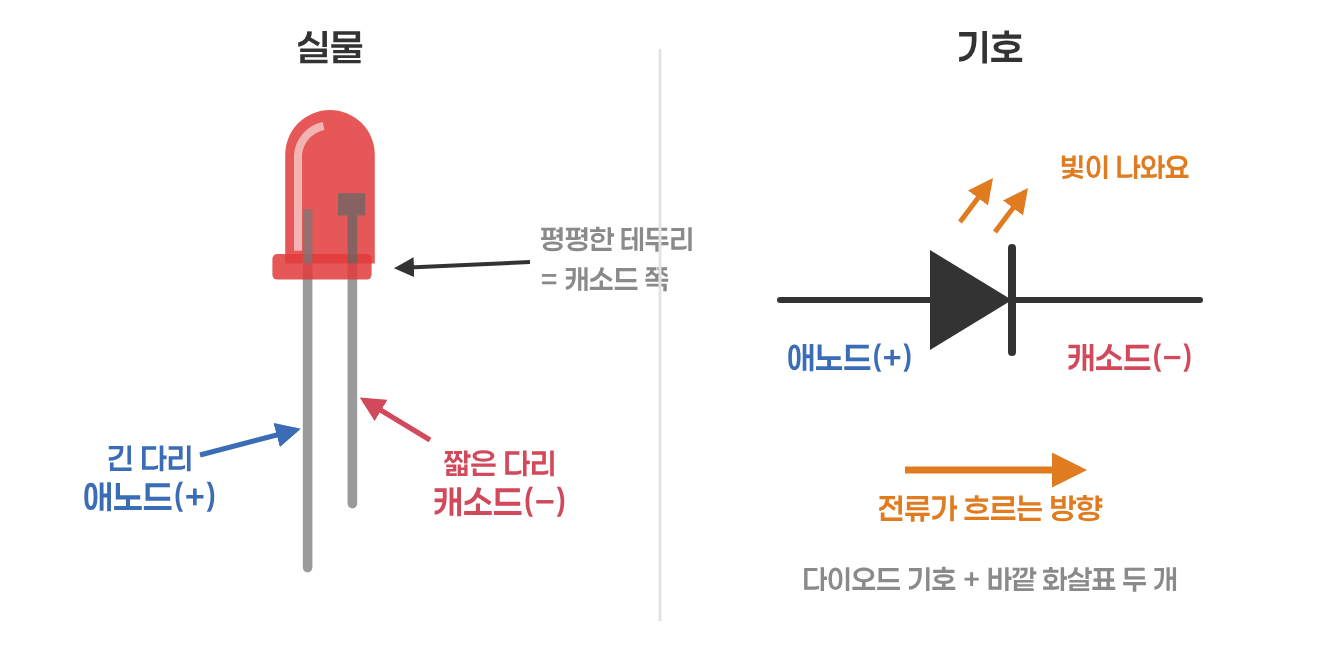 실물
평평한 테두리
= 캐소드 쪽
긴 다리
애노드(+)
짧은 다리
캐소드(−)
기호
빛이 나와요
애노드(+)
캐소드(−)
전류가 흐르는 방향
다이오드 기호 + 바깥 화살표 두 개